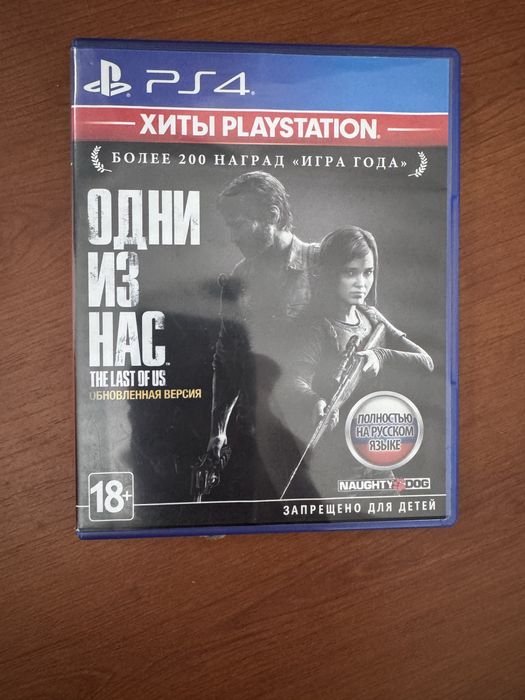 PS4
ХИТЫ PLAYSTATION
БОЛЕЕ 200 НАГРАД «ИГРА ГОДА»
ОДНИ
ИЗ
НАС
THE LAST OF US
ОБНОВЛЕННАЯ ВЕРСИЯ
ПОЛНОСТЬЮ
НА РУССКОМ
ЯЗЫКЕ
18+
NAUGHTY DOG
ЗАПРЕЩЕНО ДЛЯ ДЕТЕЙ